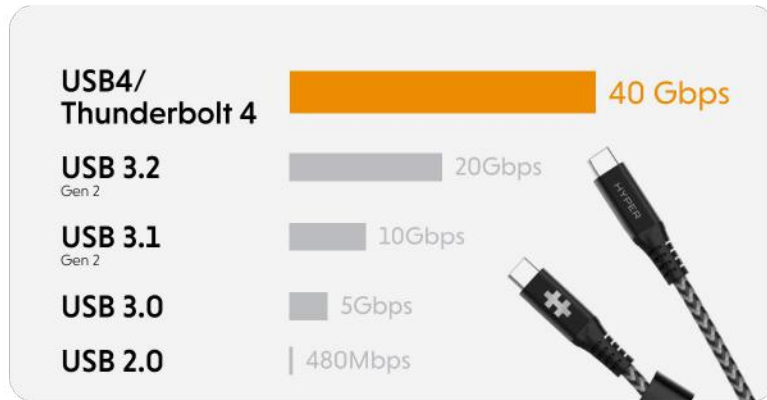 USB4/
Thunderbolt 4
40 Gbps
USB 3.2
Gen 2
20Gbps
USB 3.1
Gen 2
10Gbps
USB 3.0
5Gbps
USB 2.0
480Mbps
HYPER